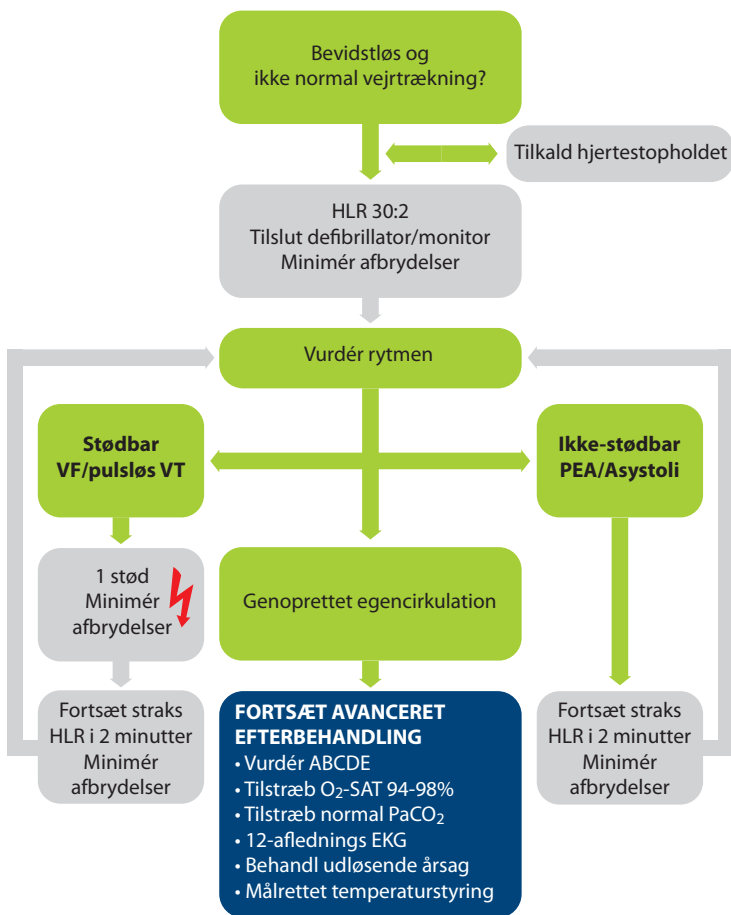 Bevidstløs og
ikke normal vejrtrækning?
Tilkald hjertestopholdet
HLR 30:2
Tilslut defibrillator/monitor
Minimér afbrydelser
Vurdér rytmen
Stødbar
VF/pulsløs VT
Ikke-stødbar
PEA/Asystoli
1 stød
Minimér
afbrydelser
Genoprettet egencirkulation
Fortsæt straks
HLR i 2 minutter
Minimér
afbrydelser
FORTSÆT AVANCERET
EFTERBEHANDLING
• Vurdér ABCDE
• Tilstræb O₂-SAT 94-98%
• Tilstræb normal PaCO₂
• 12-aflednings EKG
• Behandl udløsende årsag
• Målrettet temperaturstyring
Fortsæt straks
HLR i 2 minutter
Minimér
afbrydelser